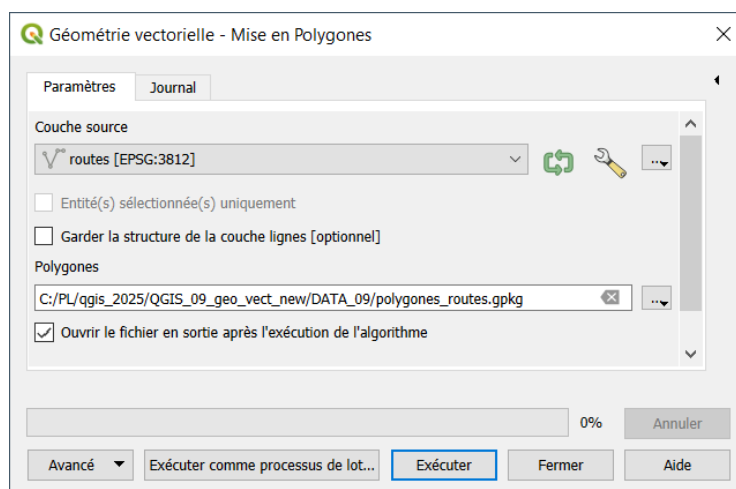 Géométrie vectorielle - Mise en Polygones
Paramètres
Journal
Couche source
routes [EPSG:3812]
...
Entité(s) sélectionnée(s) uniquement
Garder la structure de la couche lignes [optionnel]
Polygones
C:/PL/qgis_2025/QGIS_09_geo_vect_new/DATA_09/polygones_routes.gpkg
...
Ouvrir le fichier en sortie après l'exécution de l'algorithme
0%
Annuler
Avancé
Exécuter comme processus de lot...
Exécuter
Fermer
Aide